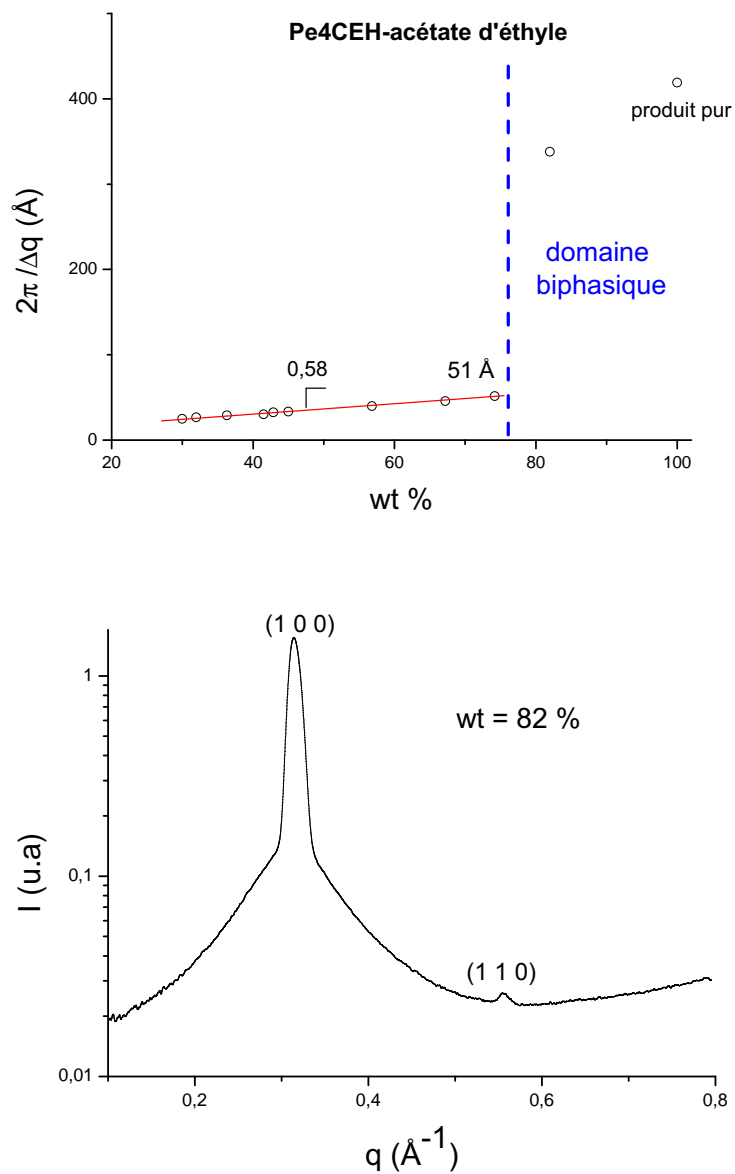 Pe4CEH-acétate d'éthyle
400
200
0
2π /Δq (Å)
produit pur
domaine
biphasique
0,58
51 Å
20
40
60
80
100
wt %
(1 0 0)
1
wt = 82 %
0,1
I (u.a)
(1 1 0)
0,01
0,2
0,4
0,6
0,8
q (Å-1)